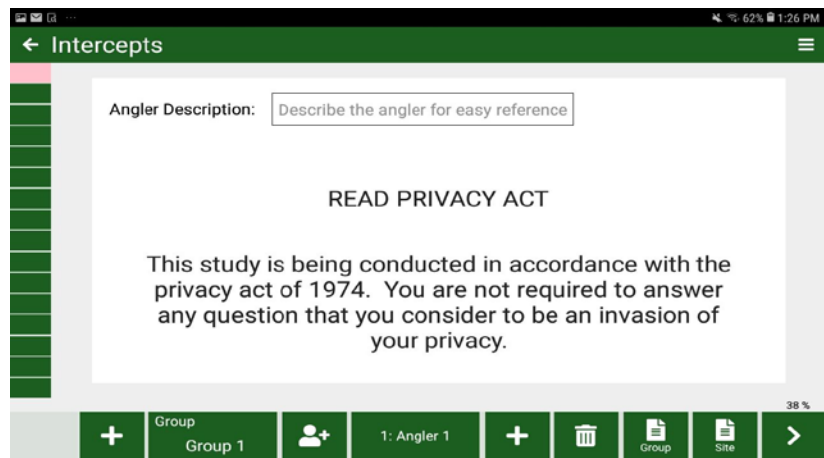 62% 1:26 PM
Intercepts
Angler Description: Describe the angler for easy reference
READ PRIVACY ACT
This study is being conducted in accordance with the
privacy act of 1974.  You are not required to answer
any question that you consider to be an invasion of
your privacy.
38 %
Group
Group 1
1: Angler 1
Group
Site